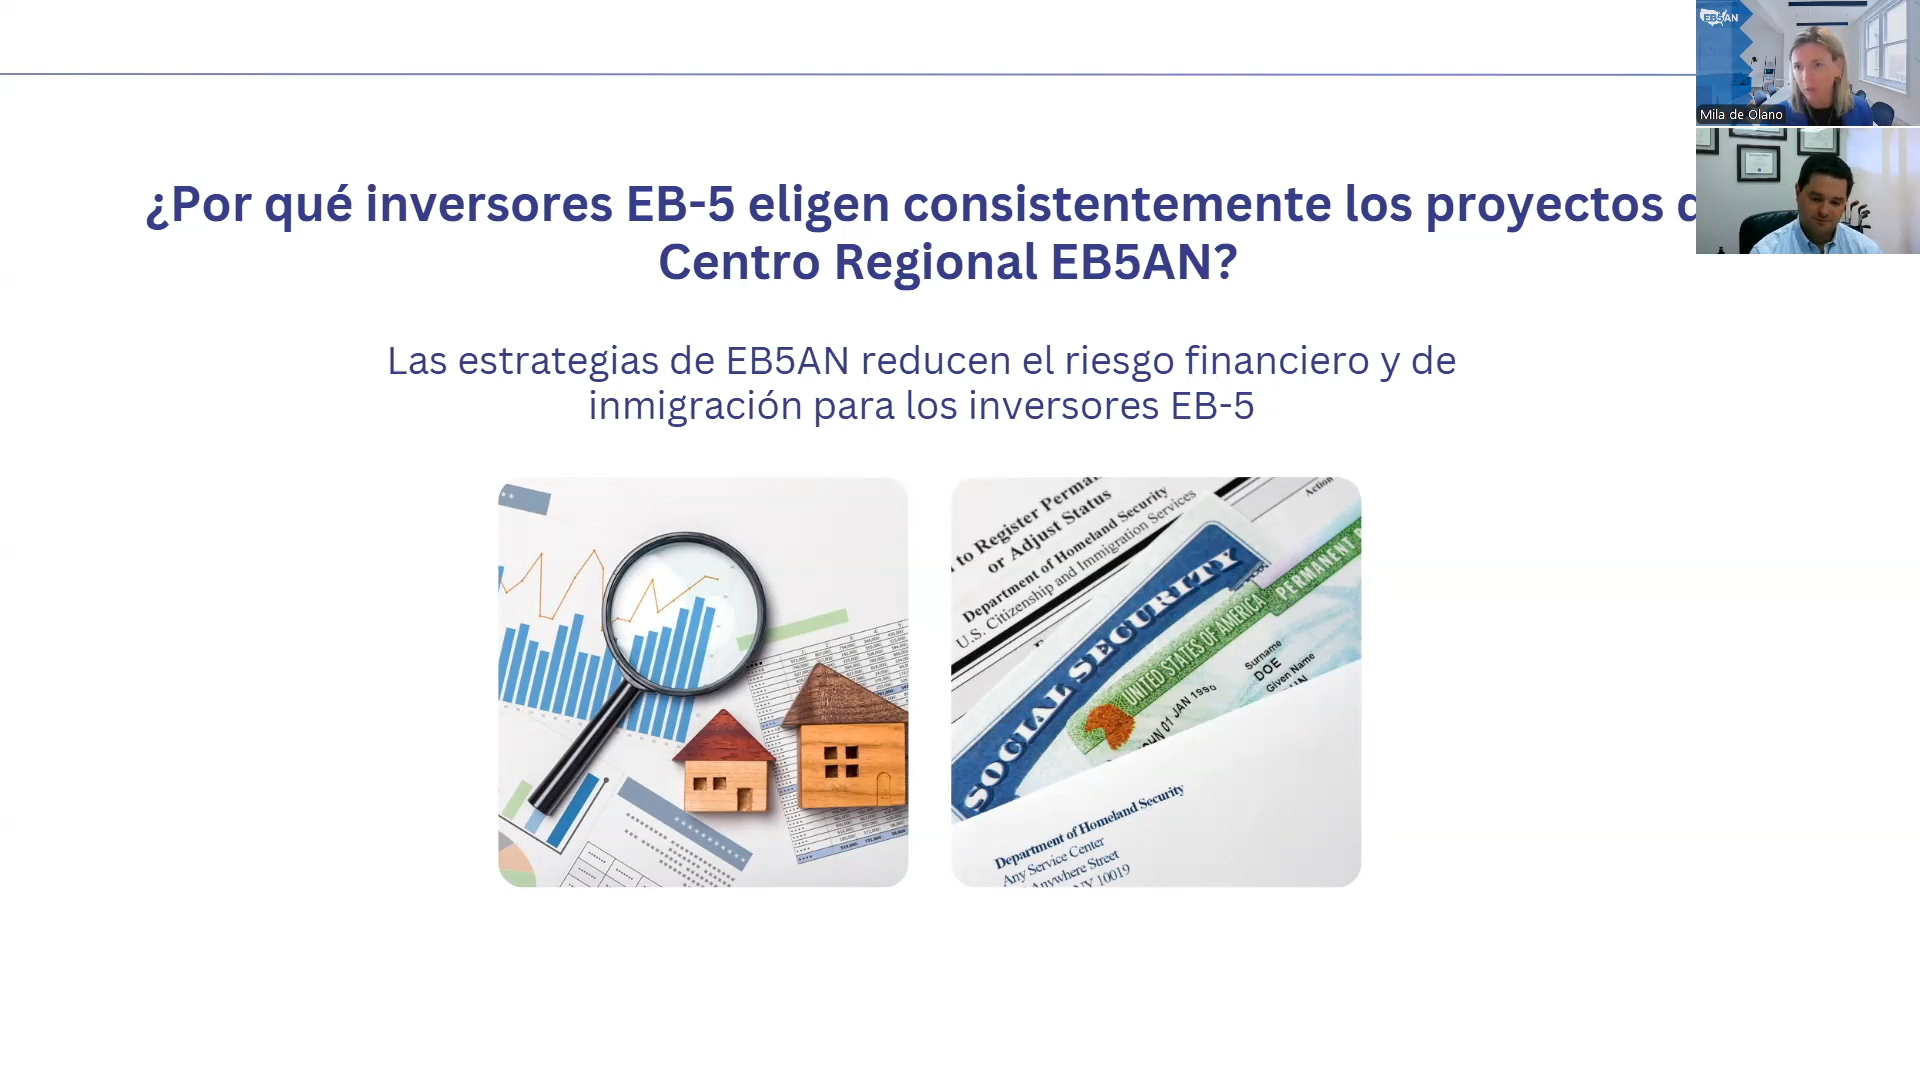 EB5AN
Mila de Olano
¿Por qué inversores EB-5 eligen consistentemente los proyectos d
Centro Regional EB5AN?
Las estrategias de EB5AN reducen el riesgo financiero y de
inmigración para los inversores EB-5
to Register Perma
or Adjust Status
Department of Homeland Security
U.S. Citizenship and Immigration Services
Action
SOCIAL SECURITY
UNITED STATES OF AMERICA
PERMANENT
Surname
DOE
Given Name
01 JAN 1990
Department of Homeland Security
Any Service Center
Anywhere Street
NY 10019